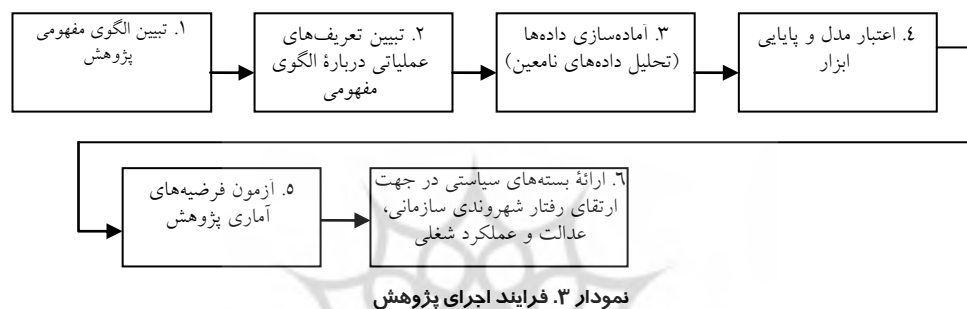 ۱. تبیین الگوی مفهومی
پژوهش
۲. تبیین تعریف‌های
عملیاتی دربارهٔ الگوی
مفهومی
۳. آماده‌سازی داده‌ها
(تحلیل داده‌های نامعین)
٤. اعتبار مدل و پایایی
ابزار
۵. آزمون فرضیه‌های
آماری پژوهش
٦. ارائهٔ بسته‌های سیاستی در جهت
ارتقای رفتار شهروندی سازمانی،
عدالت و عملکرد شغلی
نمودار ۳. فرایند اجرای پژوهش